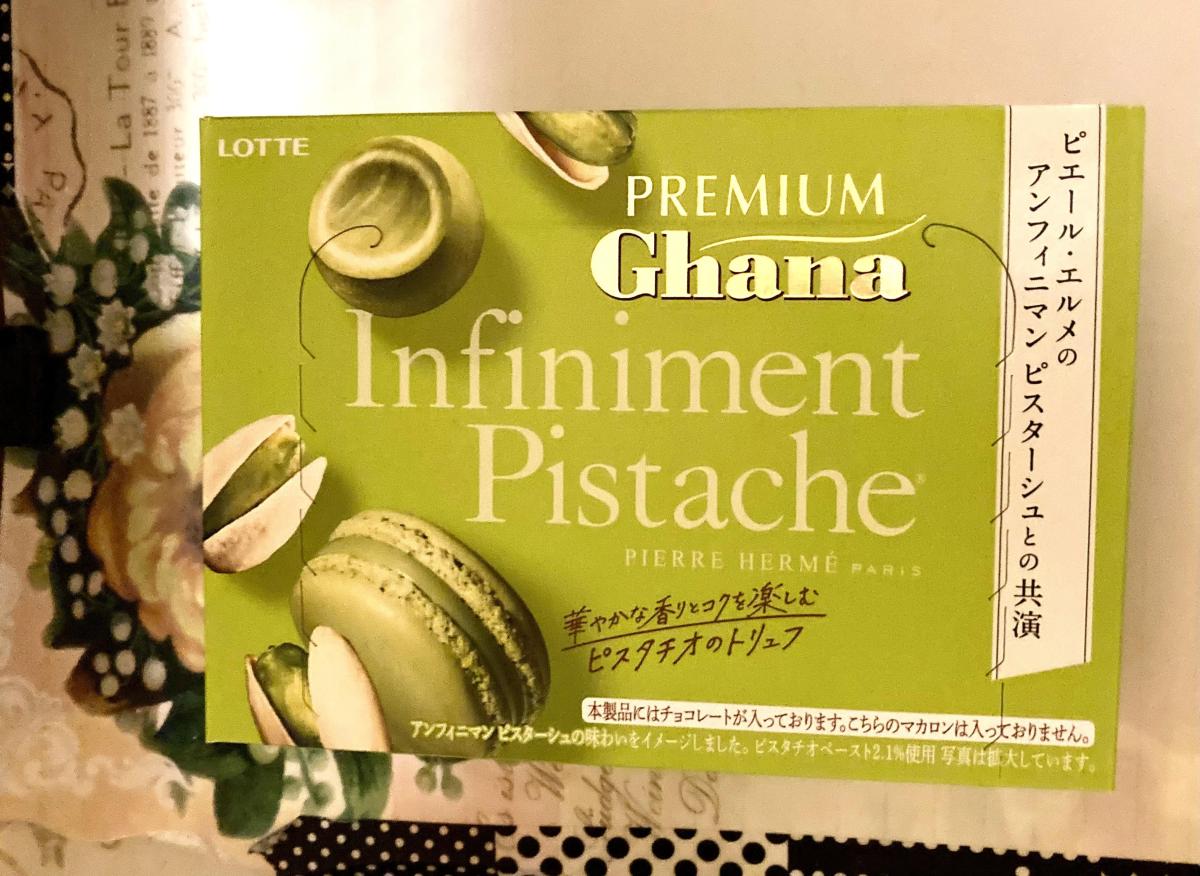 LOTTE
PREMIUM
Ghana
Infiniment
Pistache®
PIERRE HERMÉ PARIS
華やかな香りとコクを楽しむ
ピスタチオのトリュフ
ピエール・エルメの
アンフィニマン ピスターシュとの共演
本製品にはチョコレートが入っております。こちらのマカロンは入っておりません。
アンフィニマン ピスターシュの味わいをイメージしました。ピスタチオペースト2.1%使用 写真は拡大しています。
La Tour
de 1887 à 1889